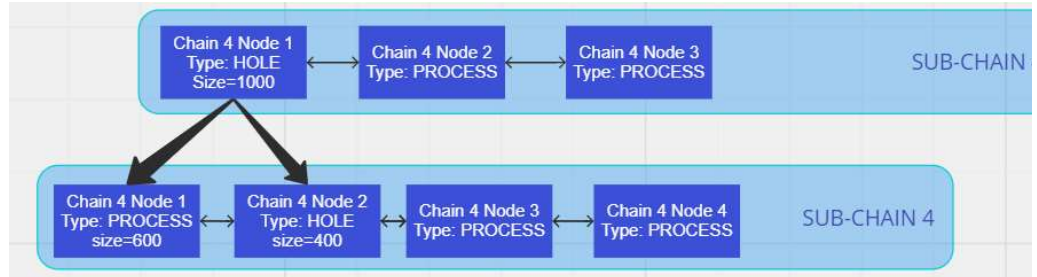 Chain 4 Node 1
Type: HOLE
Size=1000
Chain 4 Node 2
Type: PROCESS
Chain 4 Node 3
Type: PROCESS
SUB-CHAIN
Chain 4 Node 1
Type: PROCESS
size=600
Chain 4 Node 2
Type: HOLE
size=400
Chain 4 Node 3
Type: PROCESS
Chain 4 Node 4
Type: PROCESS
SUB-CHAIN 4